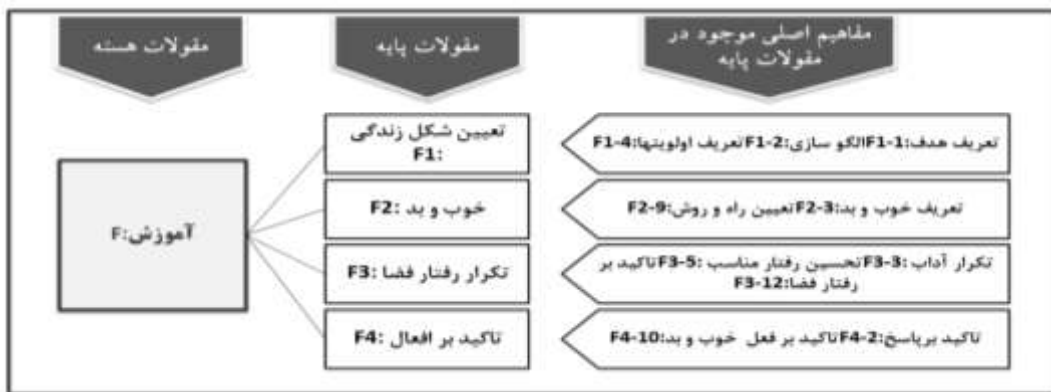 مفاهیم اصلی موجود در
مقولات پایه
مقولات پایه
مقولات هسته
تعریف هدف:F1-1الگو سازی:F1-2تعریف اولویتها:F1-4
تعیین شکل زندگی
F1:
تعریف خوب و بد:F2-3تعیین راه و روش:F2-9
خوب و بد :F2
تکرار آداب :F3-3تحسین رفتار مناسب :F3-5تاکید بر
رفتار فضا:F3-12
تکرار رفتار فضا :F3
تاکید برپاسخ:F4-2تاکید بر فعل خوب و بد:F4-10
تاکید بر افعال :F4
آموزش:F